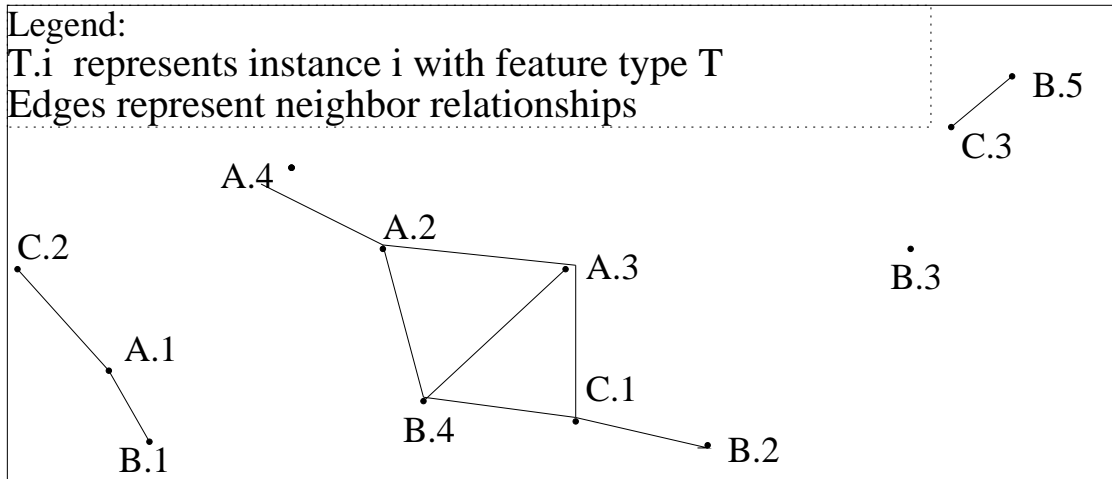 Legend:
T.i represents instance i with feature type T
Edges represent neighbor relationships
B.5
C.3
A.4
A.2
C.2
A.3
B.3
A.1
C.1
B.4
B.2
B.1